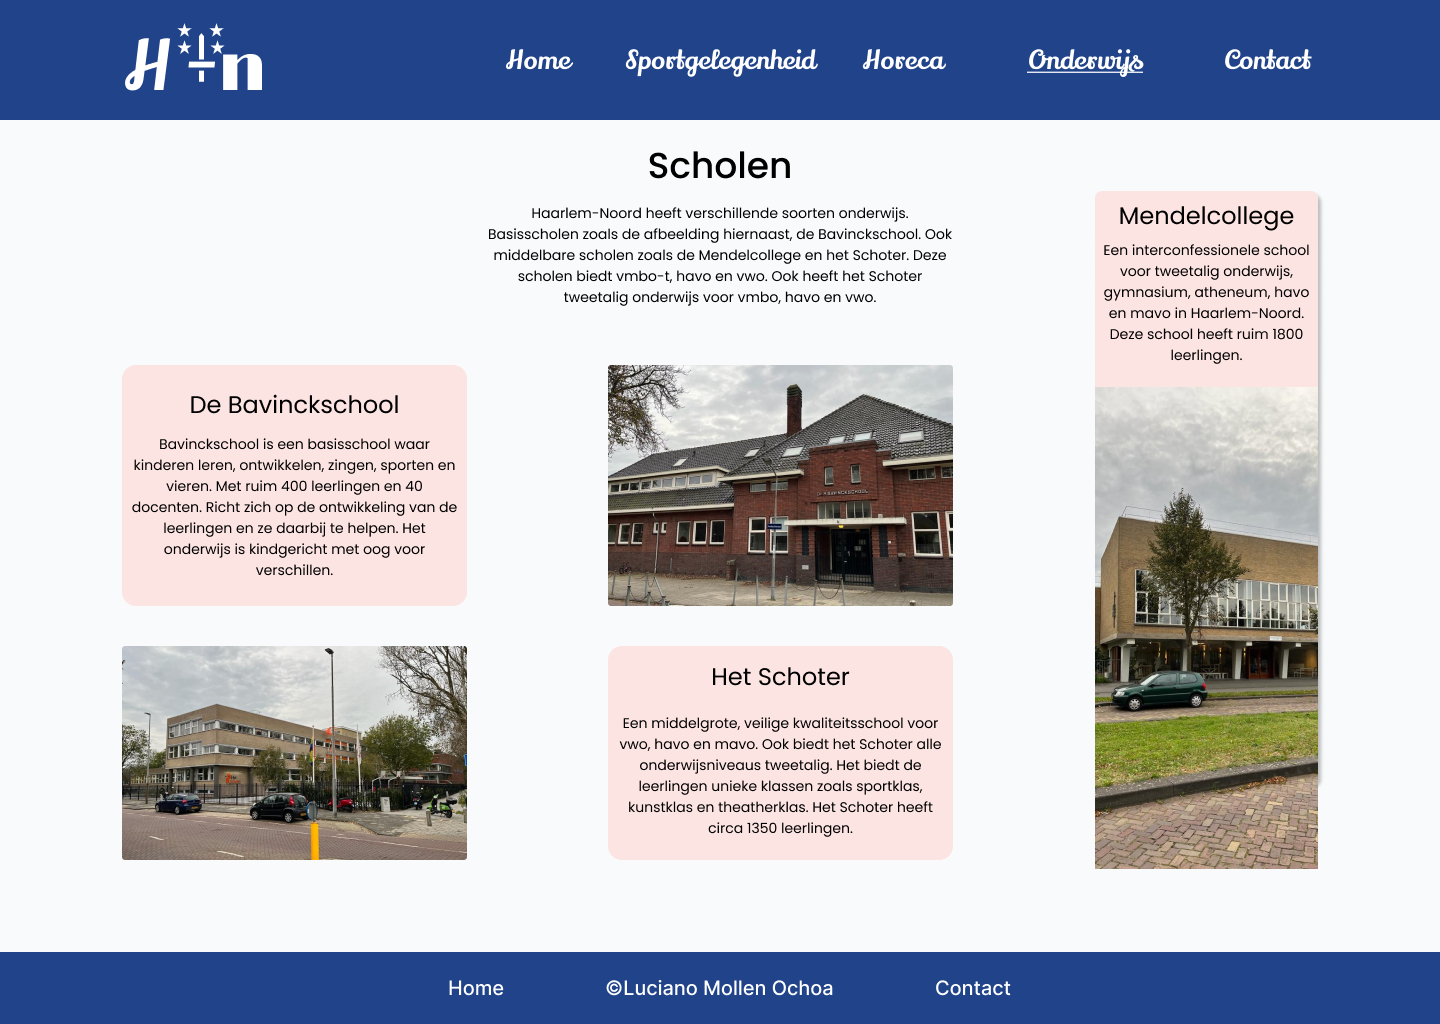 H n
Home Sportgelegenheid Horeca Onderwijs Contact
Scholen
Haarlem-Noord heeft verschillende soorten onderwijs.
Basisscholen zoals de afbeelding hiernaast, de Bavinckschool. Ook
middelbare scholen zoals de Mendelcollege en het Schoter. Deze
scholen biedt vmbo-t, havo en vwo. Ook heeft het Schoter
tweetalig onderwijs voor vmbo, havo en vwo.
Mendelcollege
Een interconfessionele school
voor tweetalig onderwijs,
gymnasium, atheneum, havo
en mavo in Haarlem-Noord.
Deze school heeft ruim 1800
leerlingen.
De Bavinckschool
Bavinckschool is een basisschool waar
kinderen leren, ontwikkelen, zingen, sporten en
vieren. Met ruim 400 leerlingen en 40
docenten. Richt zich op de ontwikkeling van de
leerlingen en ze daarbij te helpen. Het
onderwijs is kindgericht met oog voor
verschillen.
BAVINCKSCHOOL
Het Schoter
Een middelgrote, veilige kwaliteitsschool voor
vwo, havo en mavo. Ook biedt het Schoter alle
onderwijsniveaus tweetalig. Het biedt de
leerlingen unieke klassen zoals sportklas,
kunstklas en theatherklas. Het Schoter heeft
circa 1350 leerlingen.
Home ©Luciano Mollen Ochoa Contact